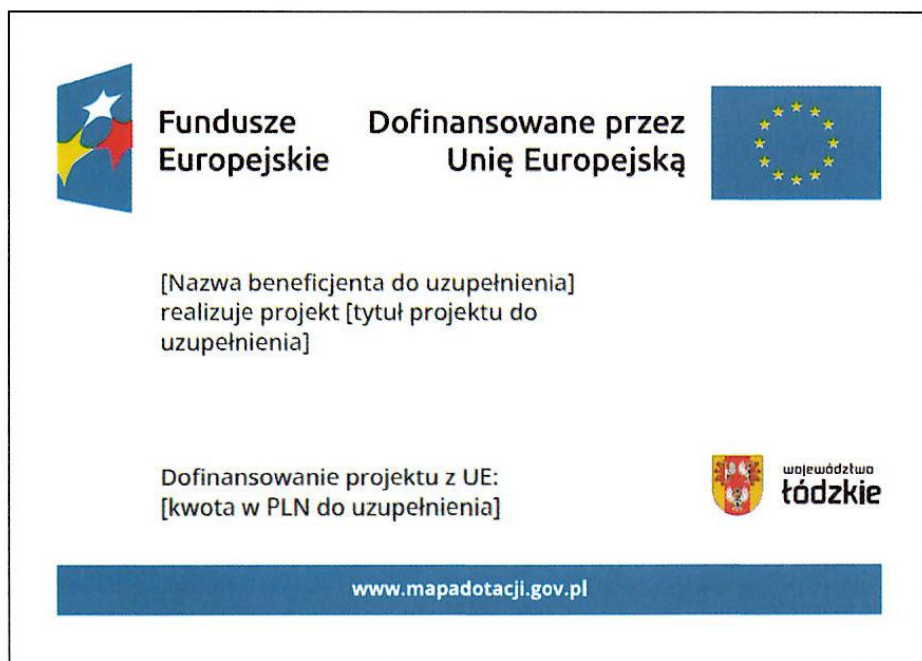 Fundusze
Europejskie
Dofinansowane przez
Unię Europejską
[Nazwa beneficjenta do uzupełnienia]
realizuje projekt [tytuł projektu do
uzupełnienia]
Dofinansowanie projektu z UE:
[kwota w PLN do uzupełnienia]
województwo
łódzkie
www.mapadotacji.gov.pl